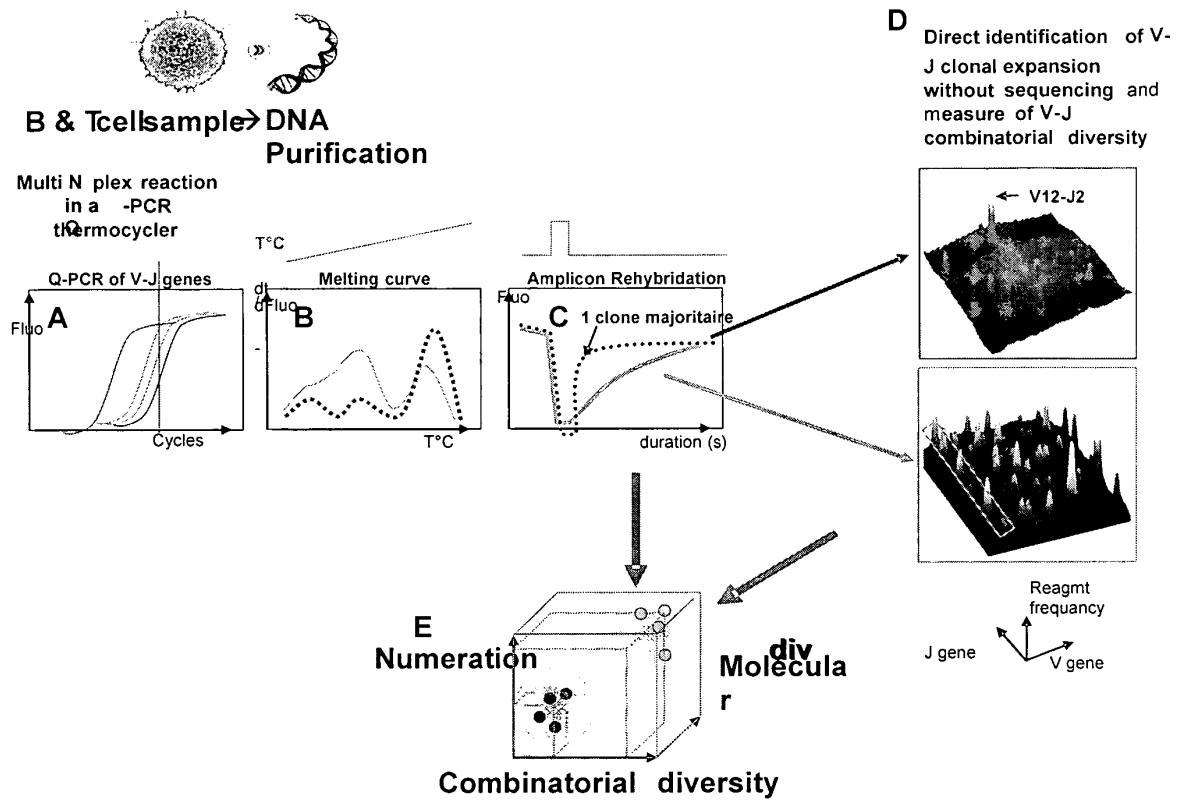 B & Tcellsample→ DNA
Purification
Multi N plex reaction
in a -PCR
Q
thermocycler
T°C
Q-PCR of V-J genes
Melting curve
Amplicon Rehybridation
Fluo
A
Cycles
dFluo
-
B
T°C
Fluo
C
1 clone majoritaire
duration (s)
D
Direct identification of V-
J clonal expansion
without sequencing and
measure of V-J
combinatorial diversity
V12-J2
Reagmt
frequancy
J gene
V gene
E
Numeration
div
Molecula
r
Combinatorial diversity